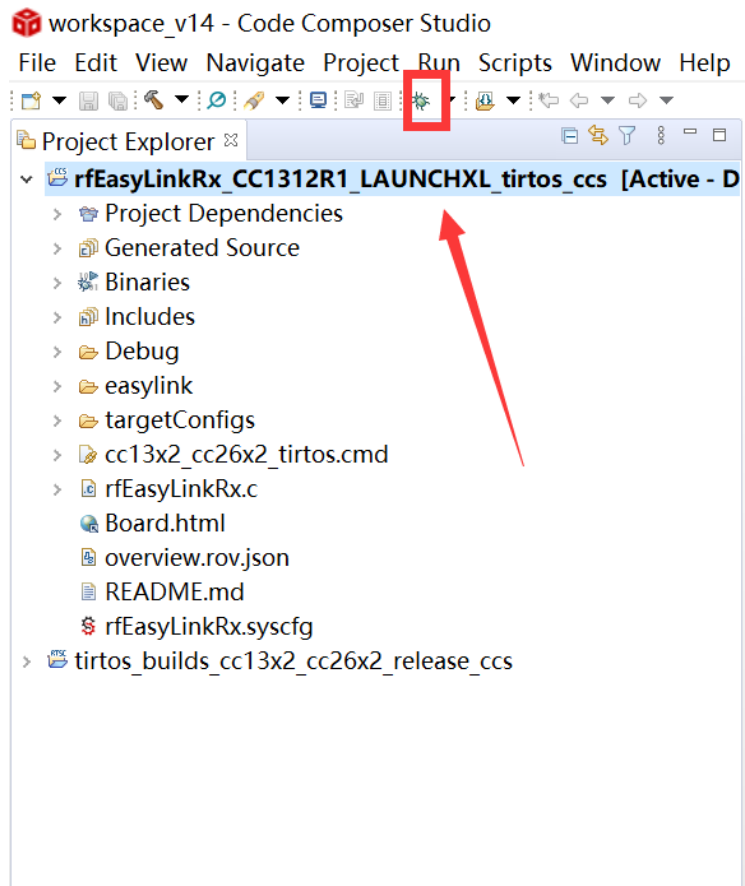 workspace_v14 - Code Composer Studio
File Edit View Navigate Project Run Scripts Window Help
Project Explorer
rfEasyLinkRx_CC1312R1_LAUNCHXL_tirtos_ccs [Active - D
Project Dependencies
Generated Source
Binaries
Includes
Debug
easylink
targetConfigs
cc13x2_cc26x2_tirtos.cmd
rfEasyLinkRx.c
Board.html
overview.rov.json
README.md
rfEasyLinkRx.syscfg
tirtos_builds_cc13x2_cc26x2_release_ccs